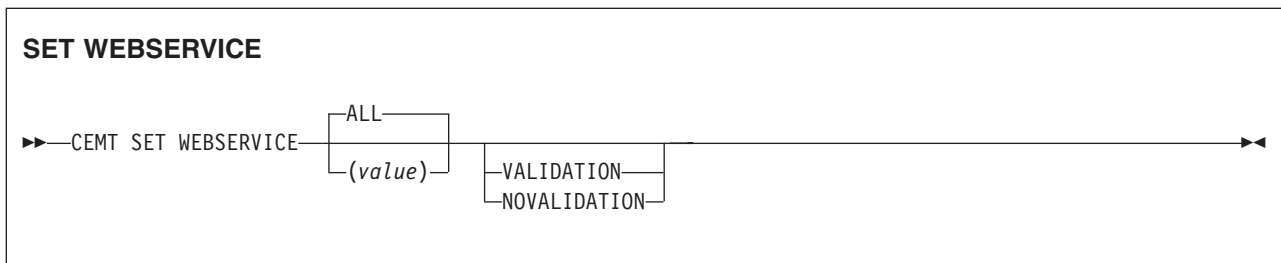 SET WEBSERVICE
ALL
CEMT SET WEBSERVICE
(value)
VALIDATION
NOVALIDATION